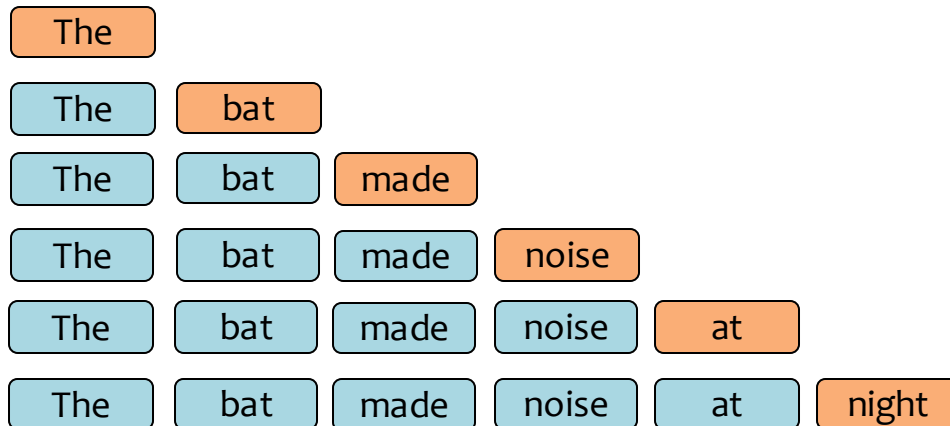 The
The bat
The bat made
The bat made noise
The bat made noise at
The bat made noise at night